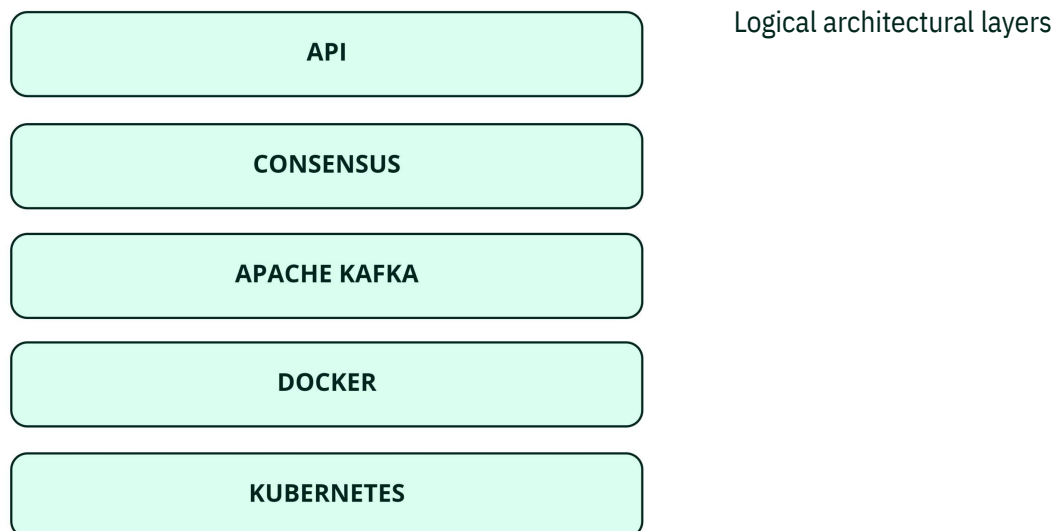 Logical architectural layers
API
CONSENSUS
APACHE KAFKA
DOCKER
KUBERNETES